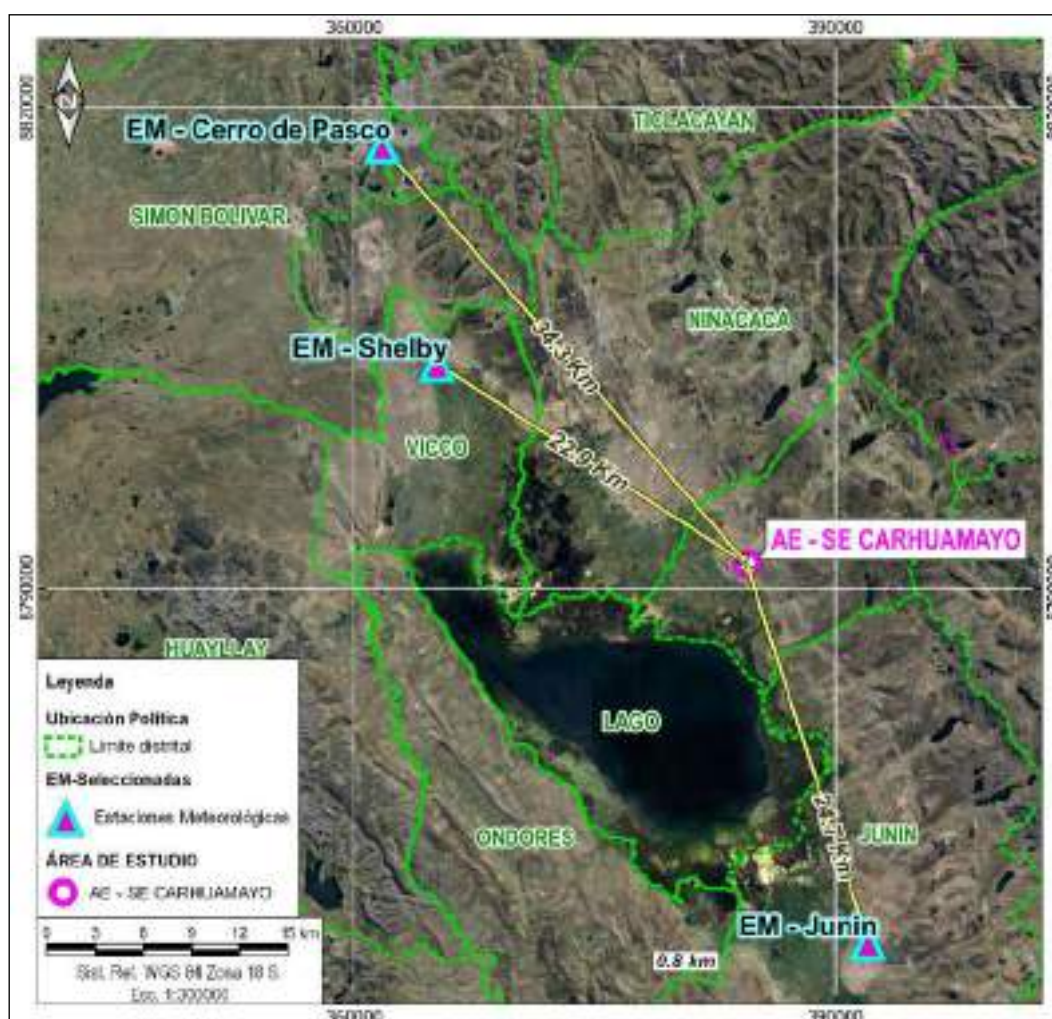 360000
390000
8820000
EM - Cerro de Pasco
TICLACAYAN
SIMON BOLIVAR
NINACACA
EM - Shelby
34.3 Km
VICCO
AE - SE CARHUAMAYO
8790000
HUAYLLAY
LAGO
ONDORES
JUNIN
EM - Junin
0.8 km
Leyenda
Ubicación Política
Límite distrital
EM-Seleccionadas
Estaciones Meteorológicas
ÁREA DE ESTUDIO
AE - SE CARHUAMAYO
0 3 6 9 12 15 km
Sist. Ref. WGS 84 Zona 18 S
Esc. 1:300000
360000
390000